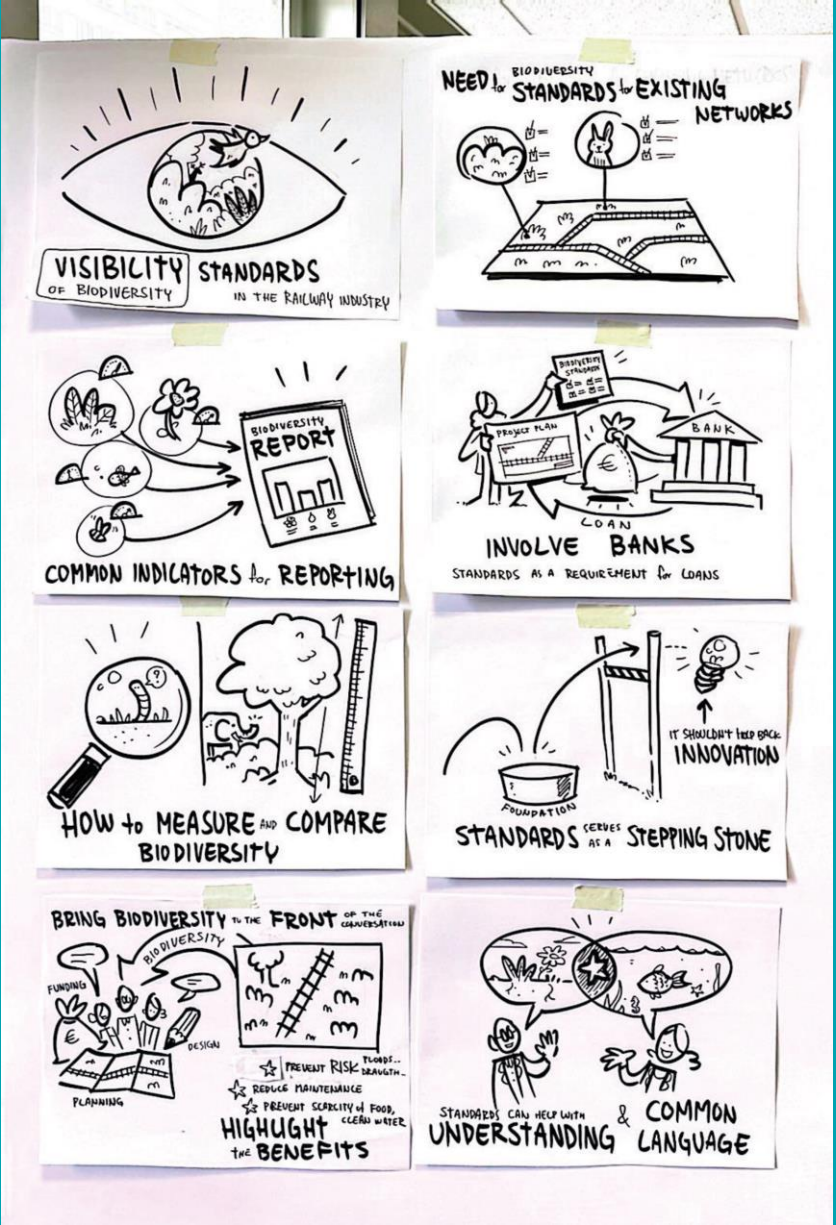 VISIBILITY STANDARDS
OF BIODIVERSITY IN THE RAILWAY INDUSTRY
BIODIVERSITY
NEED for STANDARDS for EXISTING
NETWORKS
BIODIVERSITY
REPORT
COMMON INDICATORS for REPORTING
BIODIVERSITY
STANDARDS
PROJECT PLAN
BANK
€
LOAN
INVOLVE BANKS
STANDARDS AS A REQUIREMENT for LOANS
?
HOW to MEASURE AND COMPARE
BIODIVERSITY
IT SHOULDN'T HOLD BACK
INNOVATION
FOUNDATION
STANDARDS SERVES AS A STEPPING STONE
BRING BIODIVERSITY TO THE FRONT OF THE CONVERSATION
BIODIVERSITY
FUNDING
€
DESIGN
PLANNING
PREVENT RISK FLOODS..
DRAUGTH..
REDUCE MAINTENANCE
PREVENT SCARCITY of FOOD,
CLEAN WATER
HIGHLIGHT
the BENEFITS
STANDARDS CAN HELP WITH
UNDERSTANDING & COMMON
LANGUAGE